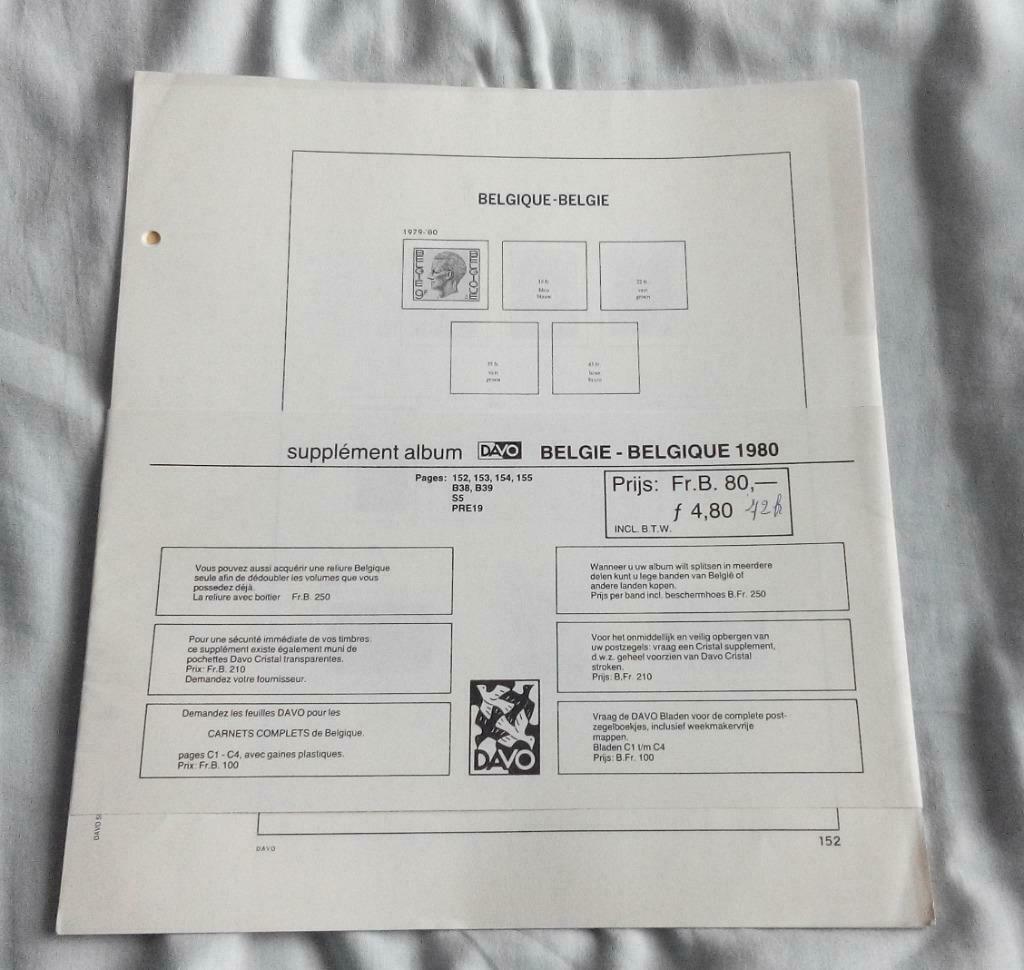 BELGIQUE-BELGIE
1979-'80
BELGIE
BELGIQUE
9F
22 fr.
vert
groen
supplément album DAVO BELGIE - BELGIQUE 1980
Pages: 152, 153, 154, 155
B38, B39
S5
PRE19
Prijs: Fr.B. 80,—
ƒ 4,80
INCL. B.T.W.
Vous pouvez aussi acquérir une reliure Belgique
seule afin de dédoubler les volumes que vous
possedez déjà.
La reliure avec boîtier Fr.B. 250
Wanneer u uw album wilt splitsen in meerdere
delen kunt u lege banden van België of
andere landen kopen.
Prijs per band incl. beschermhoes B.Fr. 250
Pour une sécurité immédiate de vos timbres:
ce supplément existe également muni de
pochettes Davo Cristal transparentes.
Prix: Fr.B. 210
Demandez votre fournisseur.
Voor het onmiddellijk en veilig opbergen van
uw postzegels: vraag een Cristal supplement,
d.w.z. geheel voorzien van Davo Cristal
stroken.
Prijs: B.Fr. 210
Demandez les feuilles DAVO pour les
CARNETS COMPLETS de Belgique.
pages C1 - C4, avec gaines plastiques.
Prix: Fr.B. 100
DAVO
Vraag de DAVO Bladen voor de complete post-
zegelboekjes, inclusief weekmakervrije
mappen.
Bladen C1 t/m C4
Prijs: B.Fr. 100
DAVO
152